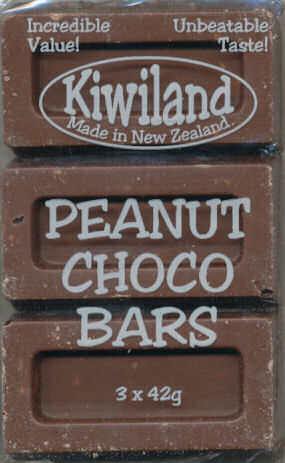 Incredible Unbeatable
Value! Taste!
Kiwiland
Made in New Zealand.
PEANUT
CHOCO
BARS
3 x 42g